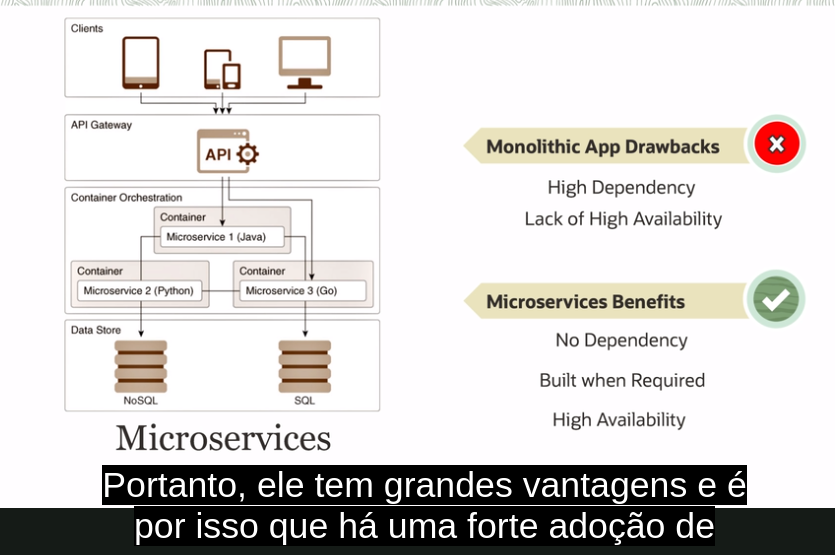 Clients
API Gateway
API
Container Orchestration
Container
Microservice 1 (Java)
Container
Microservice 2 (Python)
Container
Microservice 3 (Go)
Data Store
NoSQL
SQL
Microservices
Monolithic App Drawbacks
High Dependency
Lack of High Availability
Microservices Benefits
No Dependency
Built when Required
High Availability
Portanto, ele tem grandes vantagens e é
por isso que há uma forte adoção de